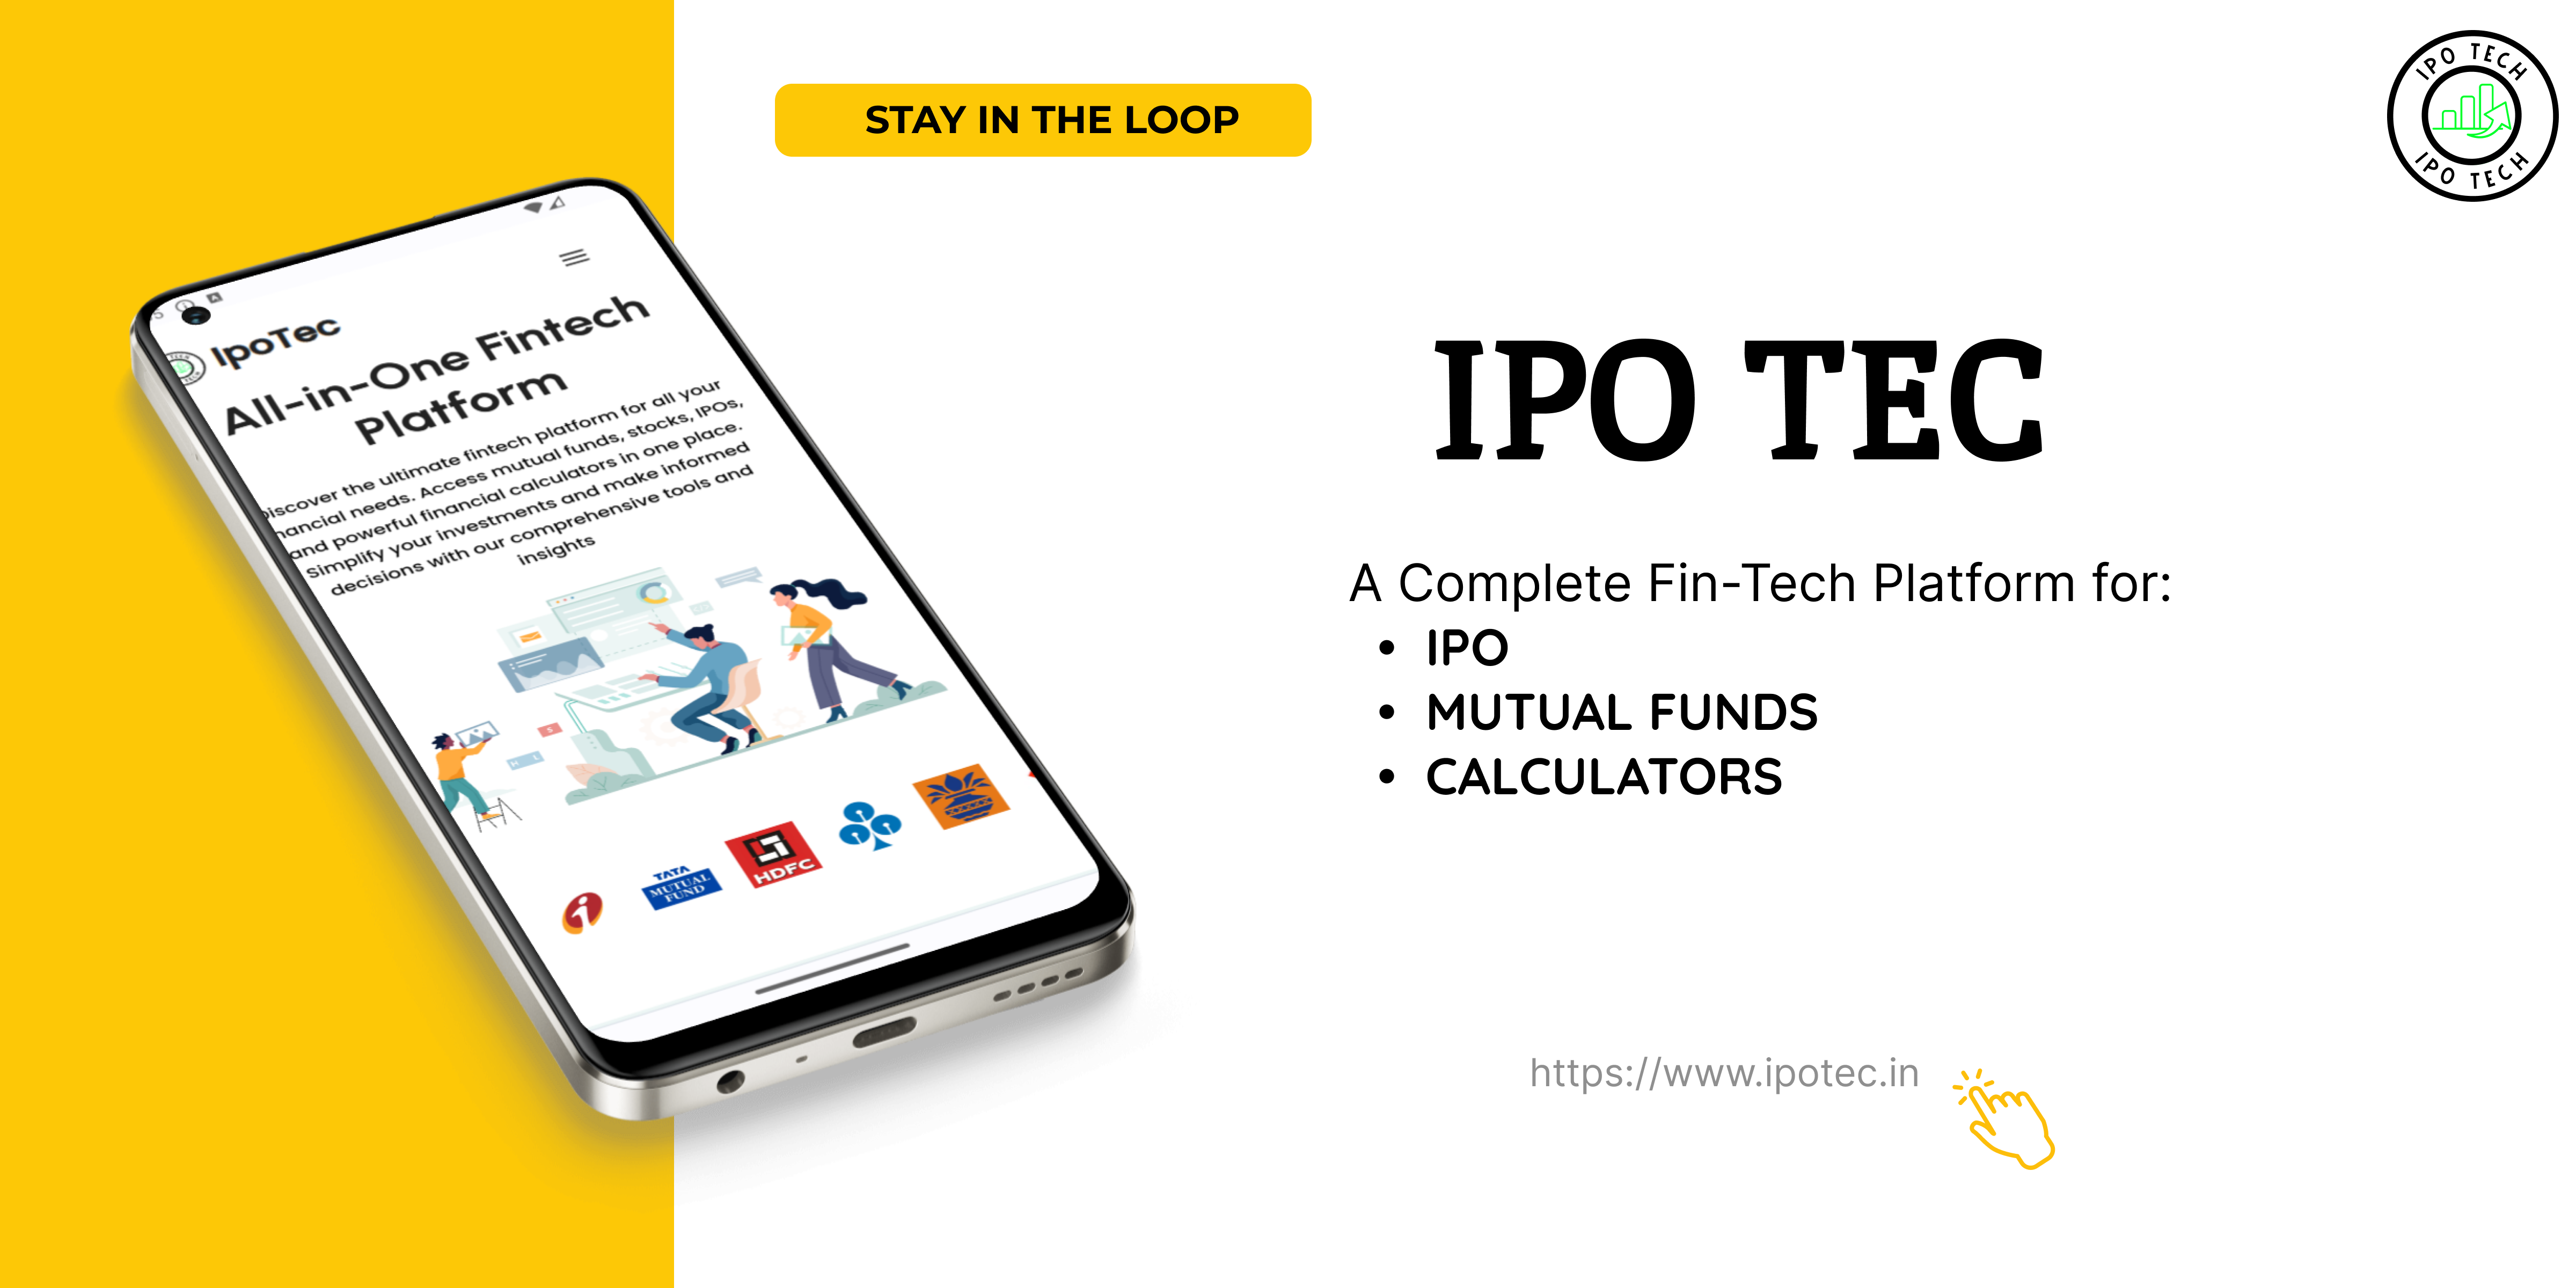 STAY IN THE LOOP
IPO TECH
IPO TECH
IpoTec
All-in-One Fintech
Platform
iscover the ultimate fintech platform for all your
nancial needs. Access mutual funds, stocks, IPOs,
and powerful financial calculators in one place.
Simplify your investments and make informed
decisions with our comprehensive tools and
insights
TATA
MUTUAL
FUND
HDFC
IPO TEC
A Complete Fin-Tech Platform for:
• IPO
• MUTUAL FUNDS
• CALCULATORS
https://www.ipotec.in